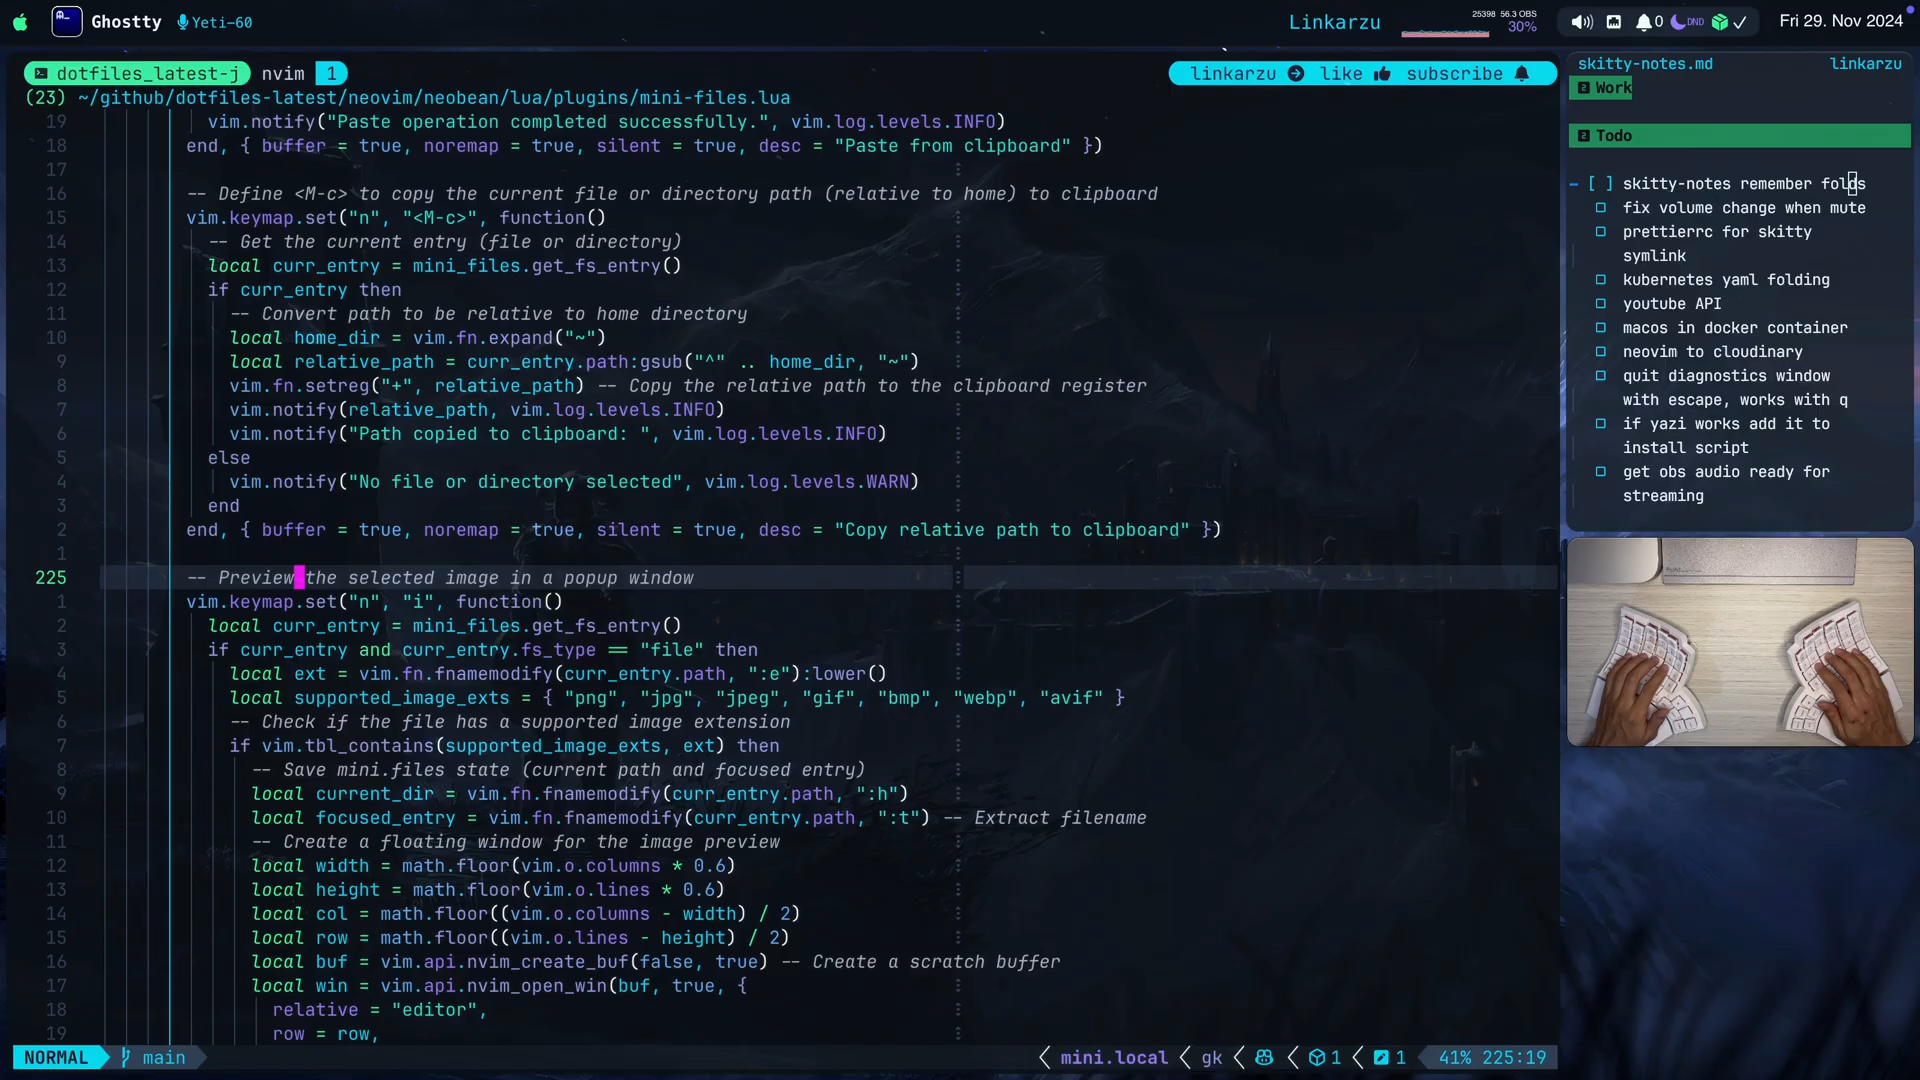 Ghostty
Yeti-60
Linkarzu
25398 56.3 OBS
30%
0
DND
Fri 29. Nov 2024
dotfiles_latest-j nvim 1
linkarzu like subscribe
(23) ~/github/dotfiles-latest/neovim/neobean/lua/plugins/mini-files.lua
19 vim.notify("Paste operation completed successfully.", vim.log.levels.INFO)
18 end, { buffer = true, noremap = true, silent = true, desc = "Paste from clipboard" })
17
16 -- Define <M-c> to copy the current file or directory path (relative to home) to clipboard
15 vim.keymap.set("n", "<M-c>", function()
14 -- Get the current entry (file or directory)
13 local curr_entry = mini_files.get_fs_entry()
12 if curr_entry then
11 -- Convert path to be relative to home directory
10 local home_dir = vim.fn.expand("~")
9 local relative_path = curr_entry.path:gsub("^" .. home_dir, "~")
8 vim.fn.setreg("+", relative_path) -- Copy the relative path to the clipboard register
7 vim.notify(relative_path, vim.log.levels.INFO)
6 vim.notify("Path copied to clipboard: ", vim.log.levels.INFO)
5 else
4 vim.notify("No file or directory selected", vim.log.levels.WARN)
3 end
2 end, { buffer = true, noremap = true, silent = true, desc = "Copy relative path to clipboard" })
1
225 -- Preview the selected image in a popup window
1 vim.keymap.set("n", "i", function()
2 local curr_entry = mini_files.get_fs_entry()
3 if curr_entry and curr_entry.fs_type == "file" then
4 local ext = vim.fn.fnamemodify(curr_entry.path, ":e"):lower()
5 local supported_image_exts = { "png", "jpg", "jpeg", "gif", "bmp", "webp", "avif" }
6 -- Check if the file has a supported image extension
7 if vim.tbl_contains(supported_image_exts, ext) then
8 -- Save mini.files state (current path and focused entry)
9 local current_dir = vim.fn.fnamemodify(curr_entry.path, ":h")
10 local focused_entry = vim.fn.fnamemodify(curr_entry.path, ":t") -- Extract filename
11 -- Create a floating window for the image preview
12 local width = math.floor(vim.o.columns * 0.6)
13 local height = math.floor(vim.o.lines * 0.6)
14 local col = math.floor((vim.o.columns - width) / 2)
15 local row = math.floor((vim.o.lines - height) / 2)
16 local buf = vim.api.nvim_create_buf(false, true) -- Create a scratch buffer
17 local win = vim.api.nvim_open_win(buf, true, {
18 relative = "editor",
19 row = row,
NORMAL main
mini.local gk 1 1 41% 225:19
skitty-notes.md linkarzu
2 Work
2 Todo
- [ ] skitty-notes remember folds
fix volume change when mute
prettierrc for skitty
symlink
kubernetes yaml folding
youtube API
macos in docker container
neovim to cloudinary
quit diagnostics window
with escape, works with q
if yazi works add it to
install script
get obs audio ready for
streaming